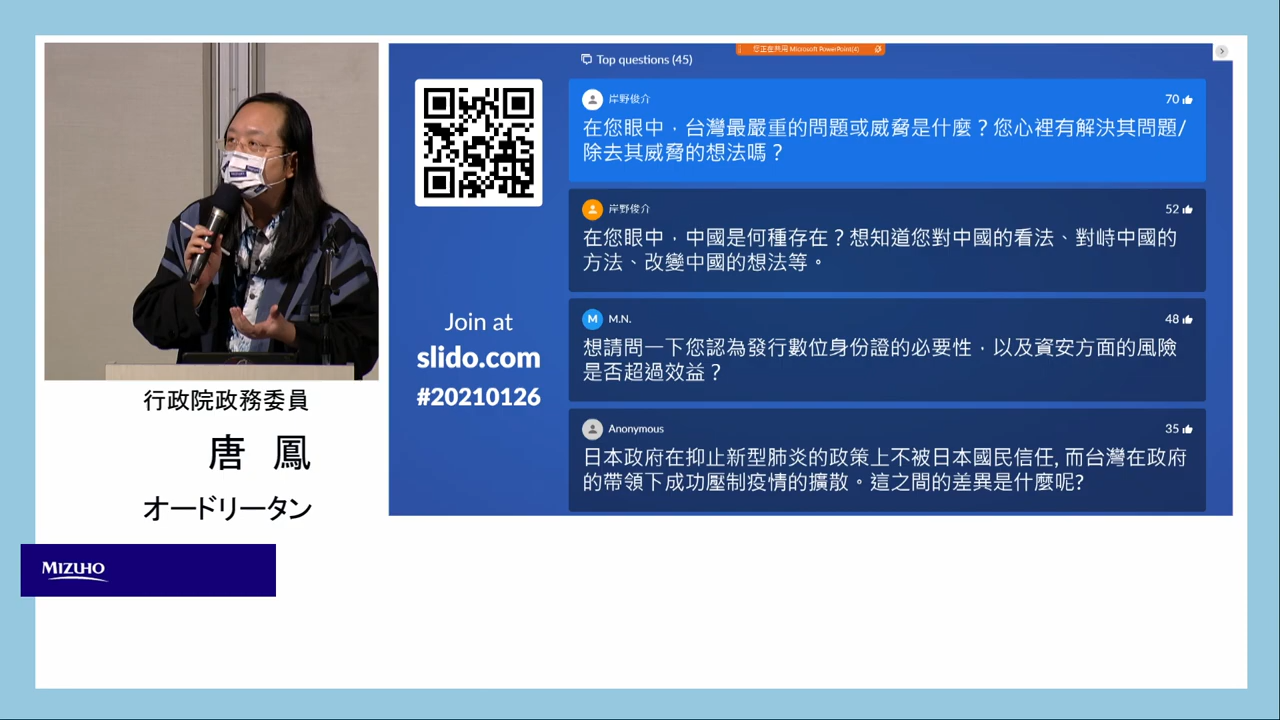 您正在共用 Microsoft PowerPoint(4)
Top questions (45)
岸野俊介
70
在您眼中，台灣最嚴重的問題或威脅是什麼？您心裡有解決其問題/
除去其威脅的想法嗎？
岸野俊介
52
在您眼中，中國是何種存在？想知道您對中國的看法、對峙中國的
方法、改變中國的想法等。
M
M.N.
48
想請問一下您認為發行數位身份證的必要性，以及資安方面的風險
是否超過效益？
Anonymous
35
日本政府在抑止新型肺炎的政策上不被日本國民信任, 而台灣在政府
的帶領下成功壓制疫情的擴散。這之間的差異是什麼呢?
Join at
slido.com
#20210126
行政院政務委員
唐 鳳
オードリータン
MIZUHO